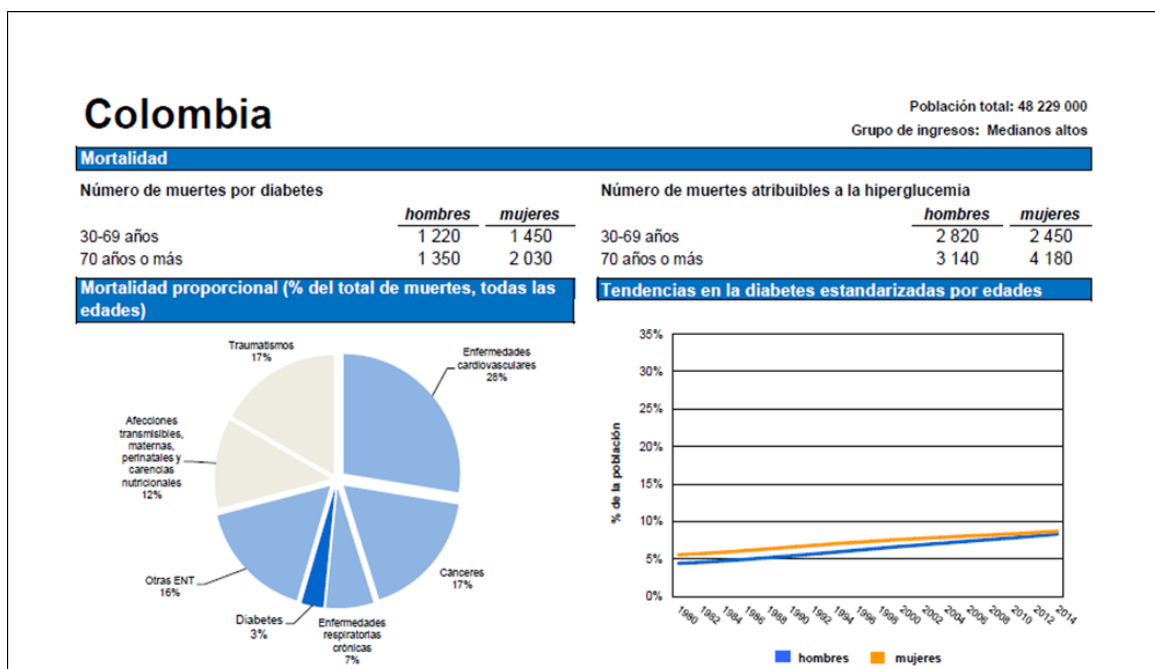 Colombia
Población total: 48 229 000
Grupo de ingresos: Medianos altos
Mortalidad
Número de muertes por diabetes
hombres mujeres
30-69 años 1 220 1 450
70 años o más 1 350 2 030
Número de muertes atribuibles a la hiperglucemia
hombres mujeres
30-69 años 2 820 2 450
70 años o más 3 140 4 180
Mortalidad proporcional (% del total de muertes, todas las
edades)
Traumatismos
17%
Enfermedades
cardiovasculares
28%
Afecciones
transmisibles,
maternas,
perinatales y
carencias
nutricionales
12%
Otras ENT
16%
Diabetes
3%
Enfermedades
respiratorias
crónicas
7%
Cánceres
17%
Tendencias en la diabetes estandarizadas por edades
% de la población
35%
30%
25%
20%
15%
10%
5%
0%
1980 1982 1984 1986 1988 1990 1992 1994 1996 1998 2000 2002 2004 2006 2008 2010 2012 2014
hombres mujeres